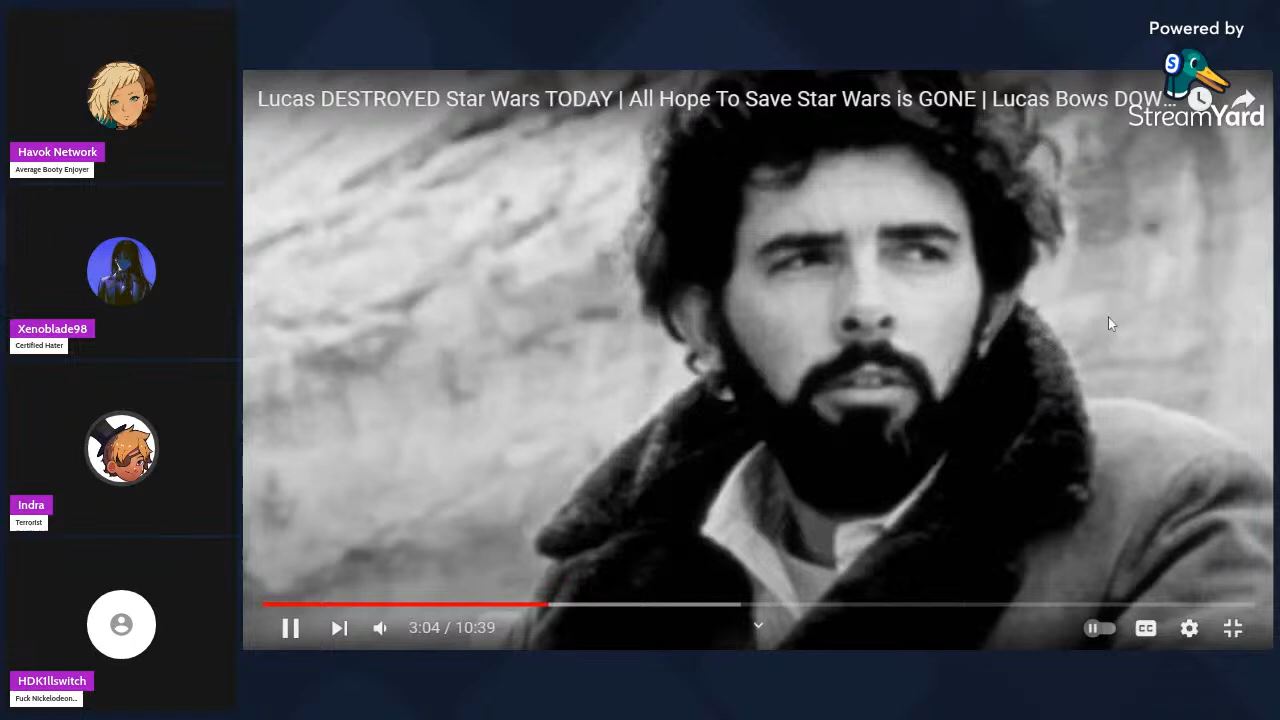 Powered by
S
StreamYard
Havok Network
Average Booty Enjoyer
Xenoblade98
Certified Hater
Indra
Terrorist
HDK1llswitch
Fuck Nickelodeon...
Lucas DESTROYED Star Wars TODAY | All Hope To Save Star Wars is GONE | Lucas Bows DOW...
3:04 / 10:39
CC